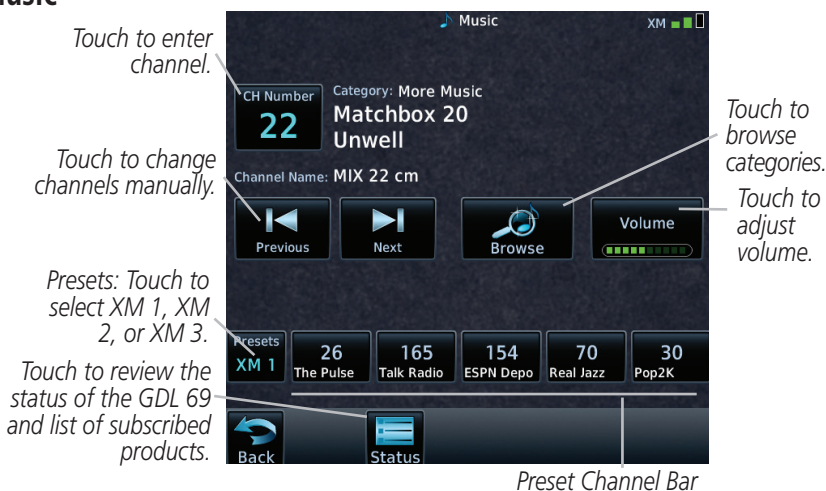 Music
Touch to enter
channel.
Touch to change
channels manually.
Presets: Touch to
select XM 1, XM
2, or XM 3.
Touch to review the
status of the GDL 69
and list of subscribed
products.
Music
XM
CH Number
22
Category: More Music
Matchbox 20
Unwell
Channel Name: MIX 22 cm
Previous
Next
Browse
Volume
Presets
XM 1
26
The Pulse
165
Talk Radio
154
ESPN Depo
70
Real Jazz
30
Pop2K
Back
Status
Touch to
browse
categories.
Touch to
adjust
volume.
Preset Channel Bar